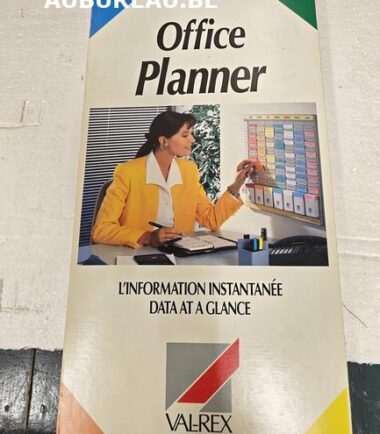 AUBUREAU.BE
Office
Planner
L'INFORMATION INSTANTANÉE
DATA AT A GLANCE
VAL-REX